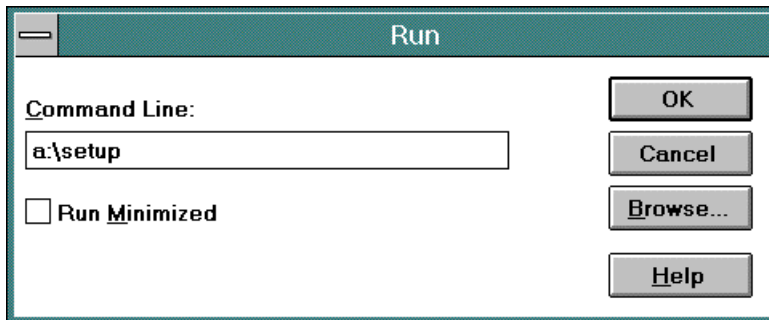 Run
Command Line:
a:\setup
Run Minimized
OK
Cancel
Browse...
Help